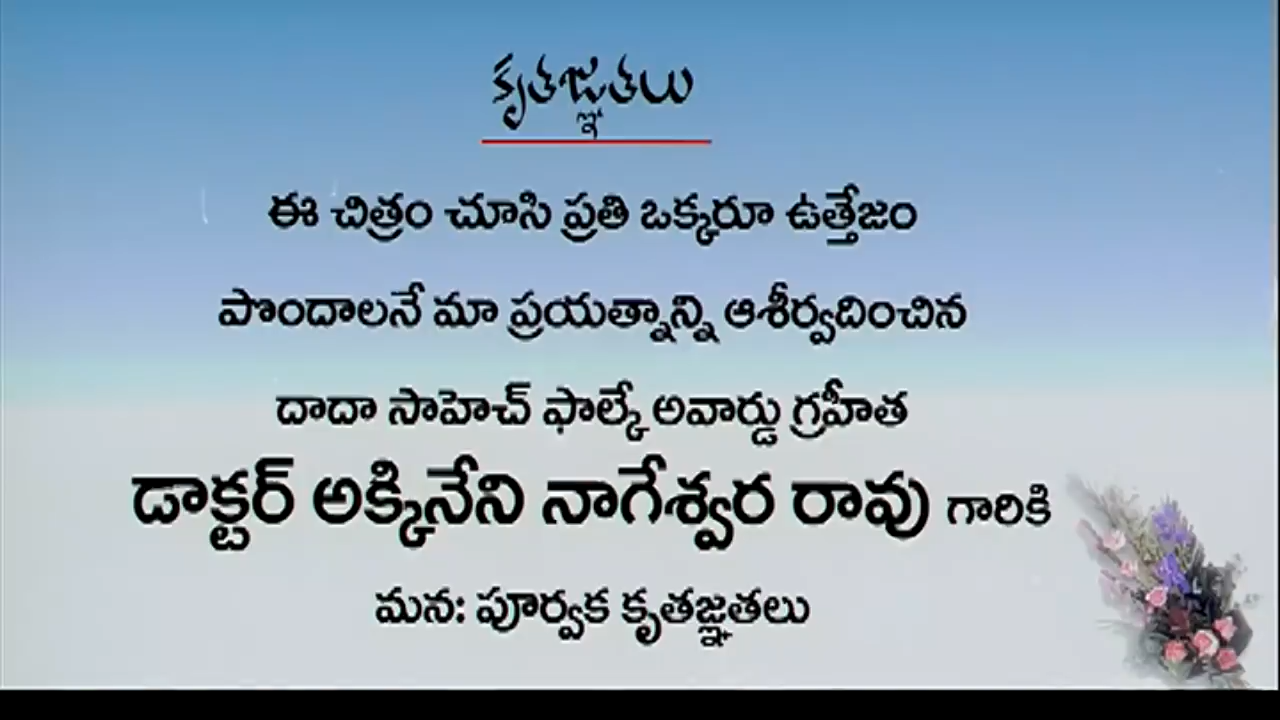 కృతజ్ఞతలు
ఈ చిత్రం చూసి ప్రతి ఒక్కరూ ఉత్తేజం
పొందాలనే మా ప్రయత్నాన్ని ఆశీర్వదించిన
దాదా సాహెచ్ ఫాల్కే అవార్డు గ్రహీత
డాక్టర్ అక్కినేని నాగేశ్వర రావు గారికి
మన: పూర్వక కృతజ్ఞతలు